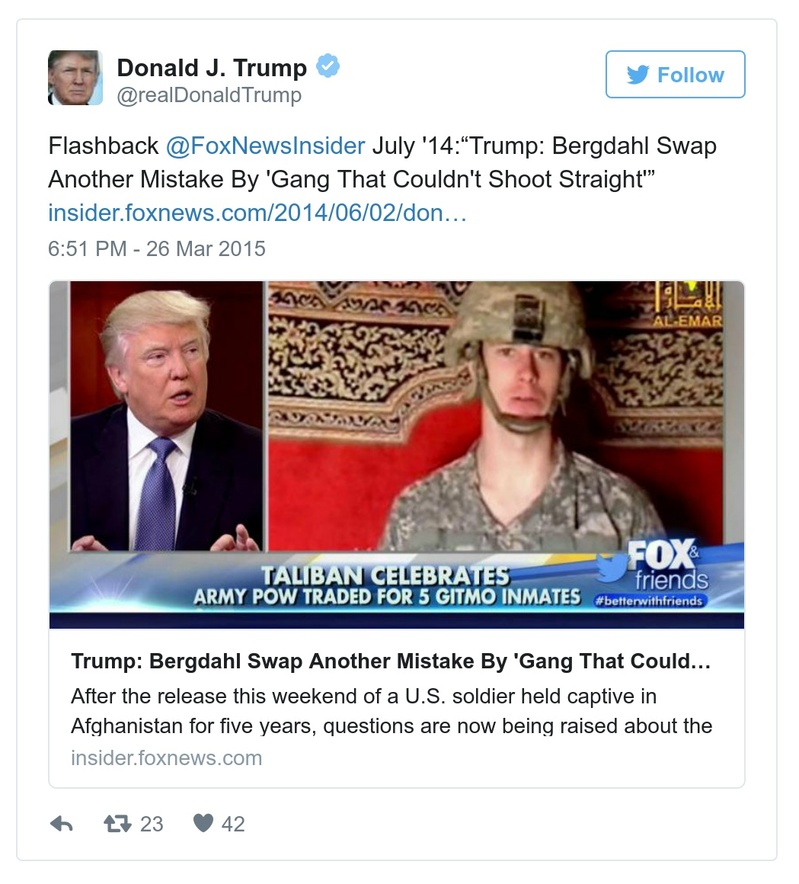 Donald J. Trump
@realDonaldTrump
Follow
Flashback @FoxNewsInsider July '14:“Trump: Bergdahl Swap
Another Mistake By 'Gang That Couldn't Shoot Straight'”
insider.foxnews.com/2014/06/02/don…
6:51 PM - 26 Mar 2015
AL-EMAR
TALIBAN CELEBRATES
ARMY POW TRADED FOR 5 GITMO INMATES
FOX&
friends
#betterwithfriends
Trump: Bergdahl Swap Another Mistake By 'Gang That Could…
After the release this weekend of a U.S. soldier held captive in
Afghanistan for five years, questions are now being raised about the
insider.foxnews.com
23
42